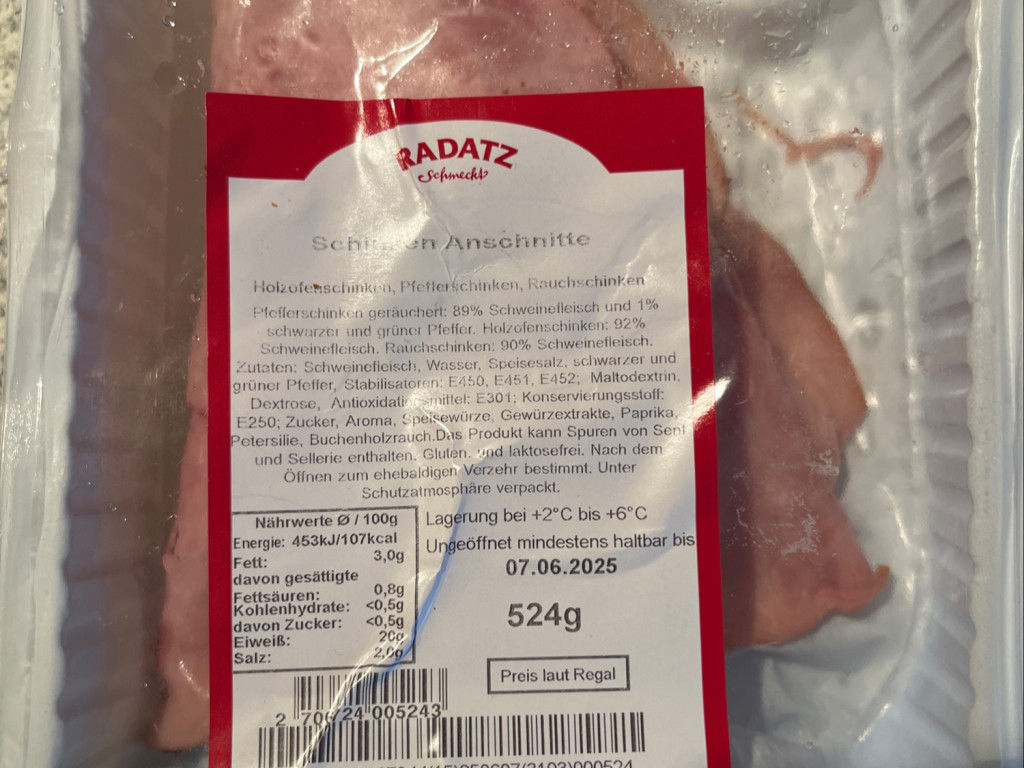 RADATZ
Schmeckt
Schinken Anschnitte
Holzofenschinken, Pfefferschinken, Rauchschinken
Pfefferschinken geräuchert: 89% Schweinefleisch und 1%
schwarzer und grüner Pfeffer. Holzofenschinken: 92%
Schweinefleisch. Rauchschinken: 90% Schweinefleisch.
Zutaten: Schweinefleisch, Wasser, Speisesalz, schwarzer und
grüner Pfeffer, Stabilisatoren: E450, E451, E452; Maltodextrin,
Dextrose, Antioxidationsmittel: E301; Konservierungsstoff:
E250; Zucker, Aroma, Speisewürze, Gewürzextrakte, Paprika,
Petersilie, Buchenholzrauch.Das Produkt kann Spuren von Senf
und Sellerie enthalten. Gluten. und laktosefrei. Nach dem
Öffnen zum ehebaldigen Verzehr bestimmt. Unter
Schutzatmosphäre verpackt.
Nährwerte Ø / 100g
Energie: 453kJ/107kcal
Fett: 3,0g
davon gesättigte
Fettsäuren: 0,8g
Kohlenhydrate: <0,5g
davon Zucker: <0,5g
Eiweiß: 20g
Salz: 2,0g
Lagerung bei +2°C bis +6°C
Ungeöffnet mindestens haltbar bis
07.06.2025
524g
Preis laut Regal
2 706724 005243